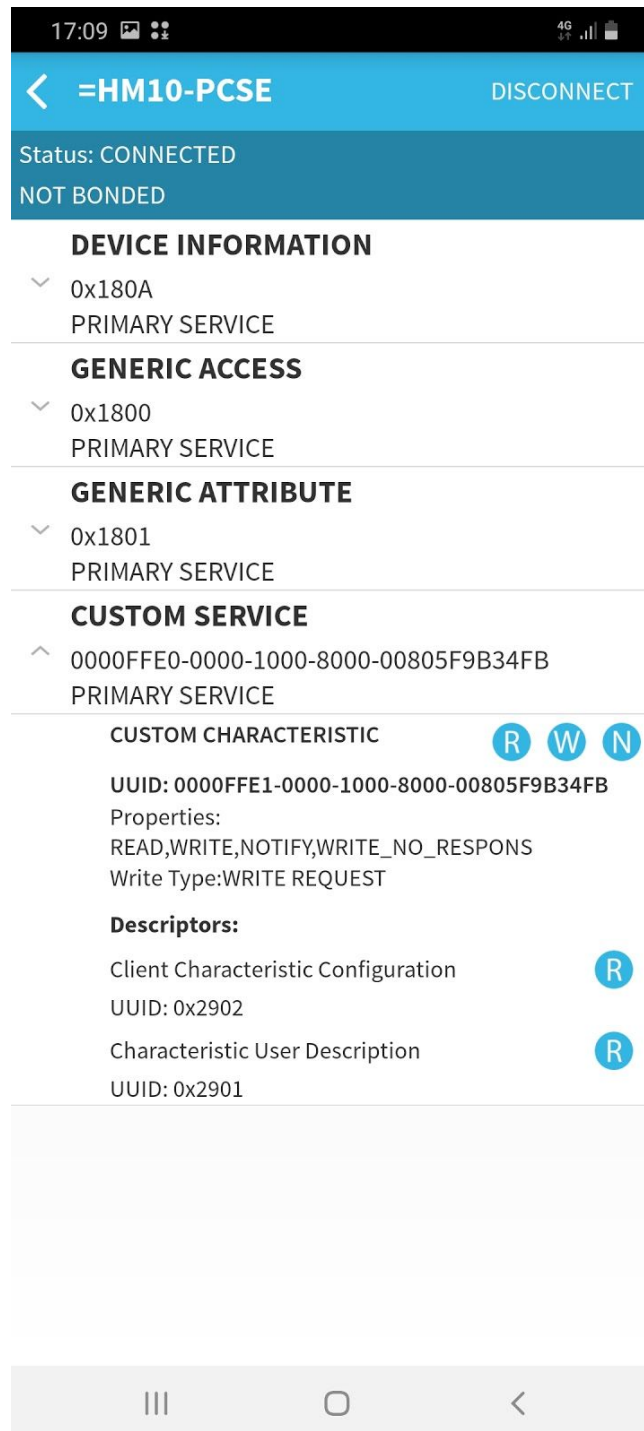 17:09 4G
=HM10-PCSE DISCONNECT
Status: CONNECTED
NOT BONDED
DEVICE INFORMATION
0x180A
PRIMARY SERVICE
GENERIC ACCESS
0x1800
PRIMARY SERVICE
GENERIC ATTRIBUTE
0x1801
PRIMARY SERVICE
CUSTOM SERVICE
0000FFE0-0000-1000-8000-00805F9B34FB
PRIMARY SERVICE
CUSTOM CHARACTERISTIC R W N
UUID: 0000FFE1-0000-1000-8000-00805F9B34FB
Properties:
READ,WRITE,NOTIFY,WRITE_NO_RESPONS
Write Type:WRITE REQUEST
Descriptors:
Client Characteristic Configuration R
UUID: 0x2902
Characteristic User Description R
UUID: 0x2901